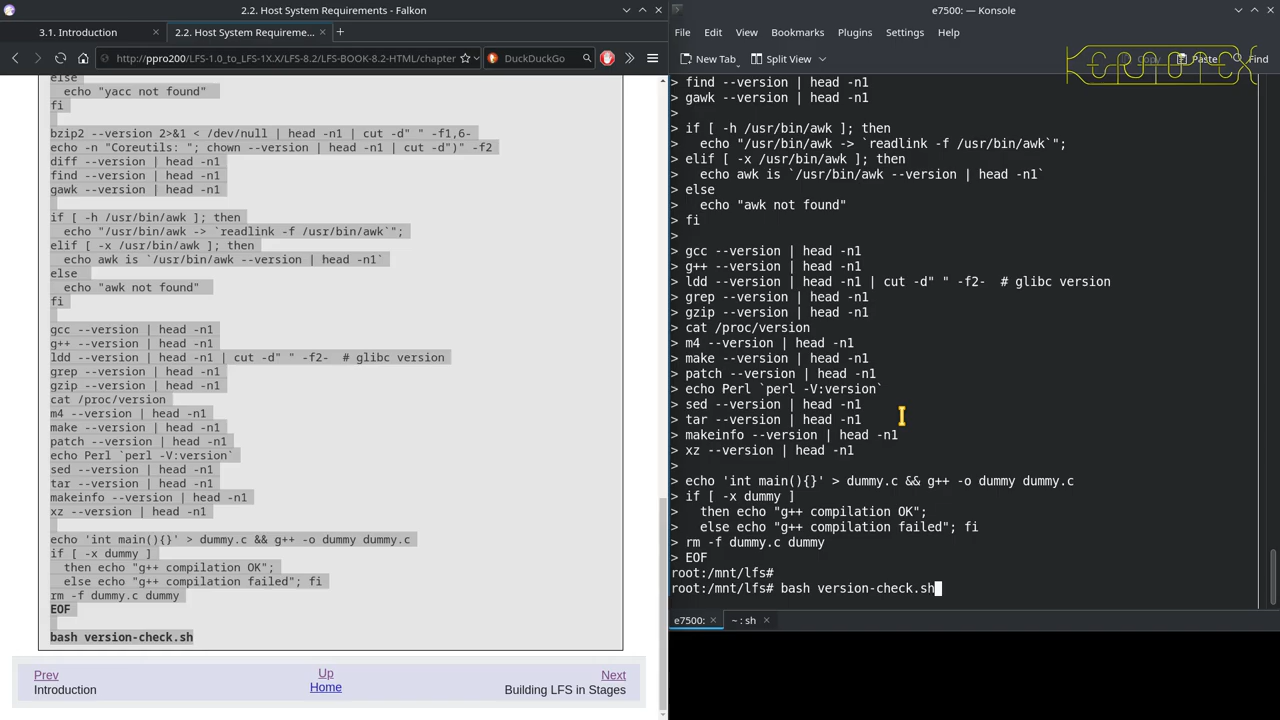 2.2. Host System Requirements - Falkon
3.1. Introduction
2.2. Host System Requireme...
http://ppro200/LFS-1.0_to_LFS-1X.X/LFS-8.2/LFS-BOOK-8.2-HTML/chapter
DuckDuckGo
else
  echo "yacc not found"
fi
bzip2 --version 2>&1 < /dev/null | head -n1 | cut -d" " -f1,6-
echo -n "Coreutils: "; chown --version | head -n1 | cut -d")" -f2
diff --version | head -n1
find --version | head -n1
gawk --version | head -n1
if [ -h /usr/bin/awk ]; then
  echo "/usr/bin/awk -> `readlink -f /usr/bin/awk`";
elif [ -x /usr/bin/awk ]; then
  echo awk is `/usr/bin/awk --version | head -n1`
else
  echo "awk not found"
fi
gcc --version | head -n1
g++ --version | head -n1
ldd --version | head -n1 | cut -d" " -f2-  # glibc version
grep --version | head -n1
gzip --version | head -n1
cat /proc/version
m4 --version | head -n1
make --version | head -n1
patch --version | head -n1
echo Perl `perl -V:version`
sed --version | head -n1
tar --version | head -n1
makeinfo --version | head -n1
xz --version | head -n1
echo 'int main(){}' > dummy.c && g++ -o dummy dummy.c
if [ -x dummy ]
  then echo "g++ compilation OK";
  else echo "g++ compilation failed"; fi
rm -f dummy.c dummy
EOF
bash version-check.sh
Prev
Introduction
Up
Home
Next
Building LFS in Stages
e7500: — Konsole
File Edit View Bookmarks Plugins Settings Help
New Tab Split View Copy Paste Find
> find --version | head -n1
> gawk --version | head -n1
>
> if [ -h /usr/bin/awk ]; then
>   echo "/usr/bin/awk -> `readlink -f /usr/bin/awk`";
> elif [ -x /usr/bin/awk ]; then
>   echo awk is `/usr/bin/awk --version | head -n1`
> else
>   echo "awk not found"
> fi
>
> gcc --version | head -n1
> g++ --version | head -n1
> ldd --version | head -n1 | cut -d" " -f2-  # glibc version
> grep --version | head -n1
> gzip --version | head -n1
> cat /proc/version
> m4 --version | head -n1
> make --version | head -n1
> patch --version | head -n1
> echo Perl `perl -V:version`
> sed --version | head -n1
> tar --version | head -n1
> makeinfo --version | head -n1
> xz --version | head -n1
>
> echo 'int main(){}' > dummy.c && g++ -o dummy dummy.c
> if [ -x dummy ]
>   then echo "g++ compilation OK";
>   else echo "g++ compilation failed"; fi
> rm -f dummy.c dummy
> EOF
root:/mnt/lfs#
root:/mnt/lfs# bash version-check.sh
e7500:
~ : sh